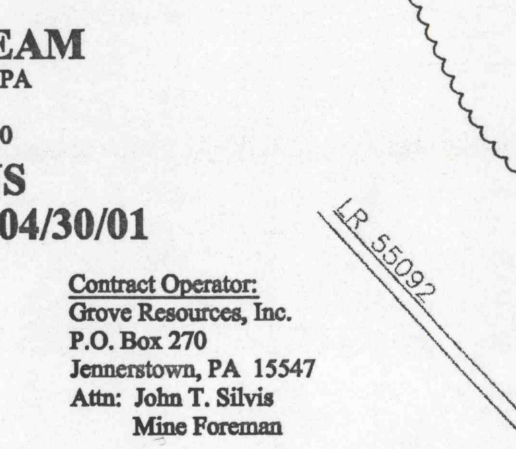 EAM
PA
0
NS
04/30/01
LR 55092
Contract Operator:
Grove Resources, Inc.
P.O. Box 270
Jennerstown, PA 15547
Attn: John T. Silvis
Mine Foreman